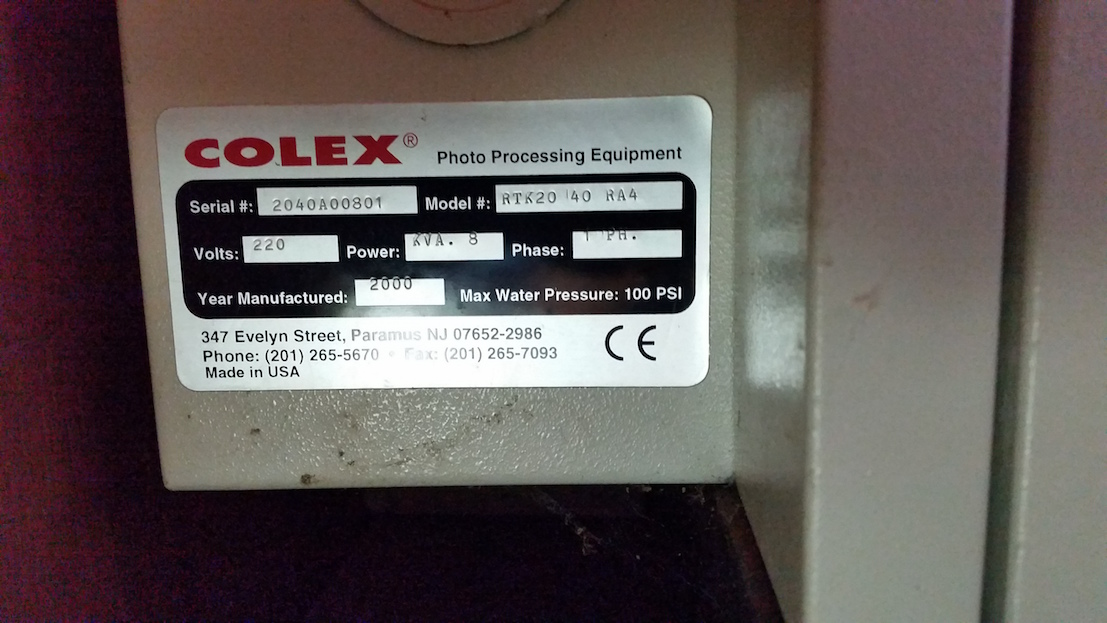 COLEX®
Photo Processing Equipment
Serial #: 2040A00801 Model #: RTK20 40 RA4
Volts: 220 Power: KVA. 8 Phase: 1 PH.
Year Manufactured: 2000 Max Water Pressure: 100 PSI
347 Evelyn Street, Paramus NJ 07652-2986
Phone: (201) 265-5670 • Fax: (201) 265-7093
Made in USA
CE